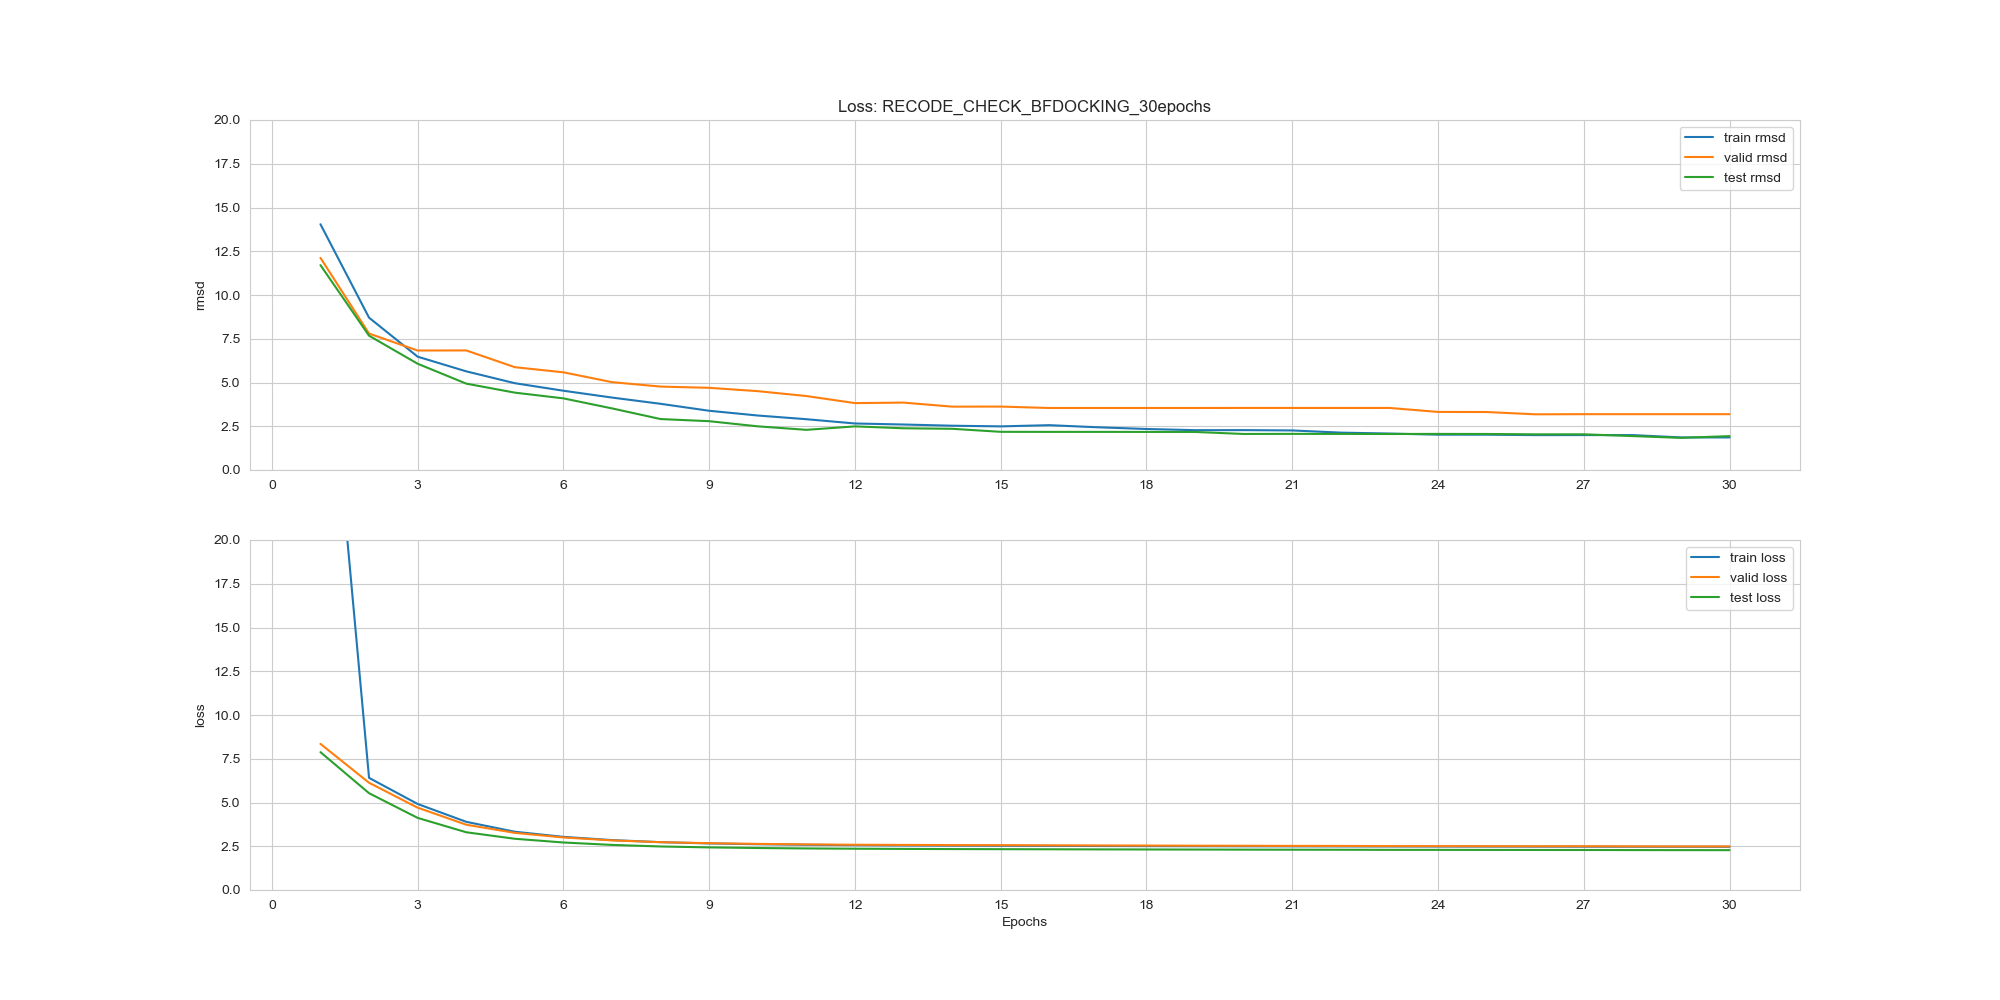 Loss: RECODE_CHECK_BFDOCKING_30epochs
20.0
17.5
15.0
12.5
10.0
7.5
5.0
2.5
0.0
rmsd
train rmsd
valid rmsd
test rmsd
0 3 6 9 12 15 18 21 24 27 30
20.0
17.5
15.0
12.5
10.0
7.5
5.0
2.5
0.0
loss
train loss
valid loss
test loss
0 3 6 9 12 15 18 21 24 27 30
Epochs